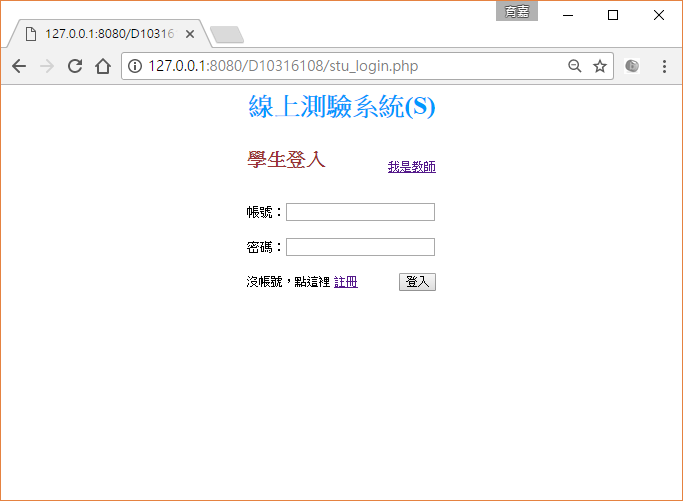 育嘉
127.0.0.1:8080/D10316
127.0.0.1:8080/D10316108/stu_login.php
線上測驗系統(S)
學生登入
我是教師
帳號：
密碼：
沒帳號，點這裡 註冊
登入